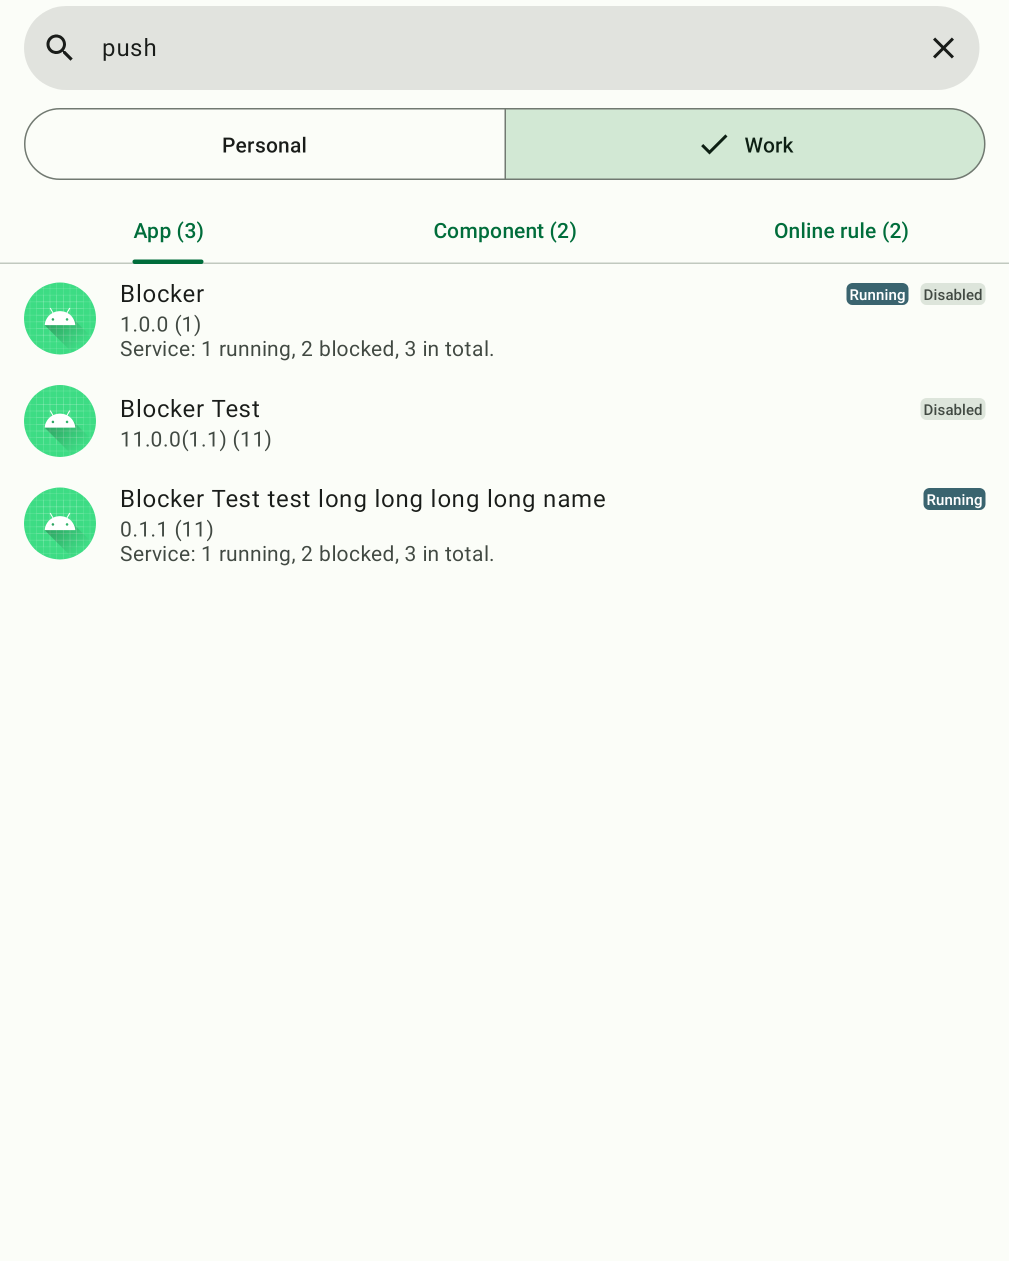 push
Personal Work
App (3) Component (2) Online rule (2)
Blocker Running Disabled
1.0.0 (1)
Service: 1 running, 2 blocked, 3 in total.
Blocker Test Disabled
11.0.0(1.1) (11)
Blocker Test test long long long long name Running
0.1.1 (11)
Service: 1 running, 2 blocked, 3 in total.